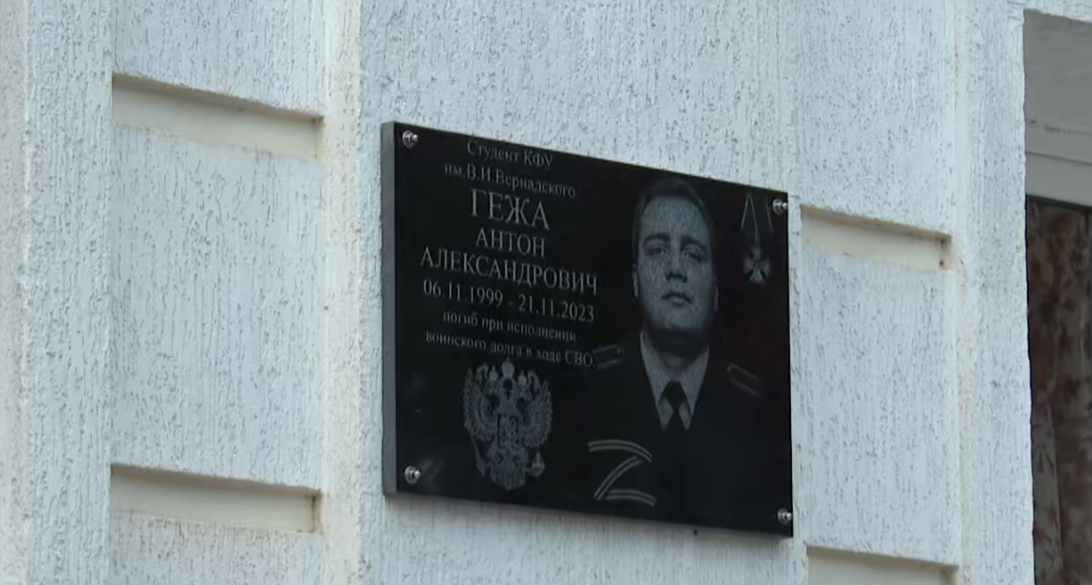 Студент КФУ
им.В.И.Вернадского
ГЕЖА
АНТОН
АЛЕКСАНДРОВИЧ
06.11.1999 - 21.11.2023
погиб при исполнении
воинского долга в ходе СВО
Z